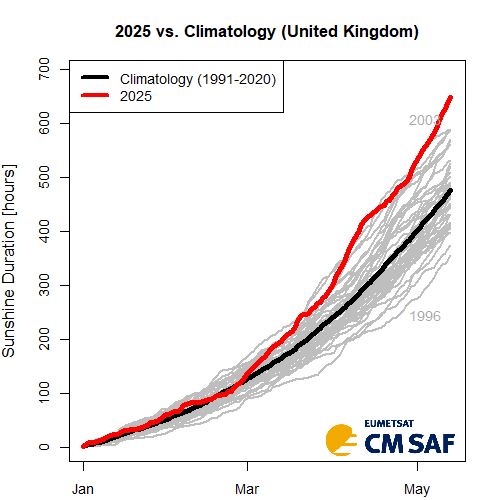 2025 vs. Climatology (United Kingdom)
Sunshine Duration [hours]
700
600
500
400
300
200
100
0
Climatology (1991-2020)
2025
1996
EUMETSAT
CM SAF
Jan
Mar
May